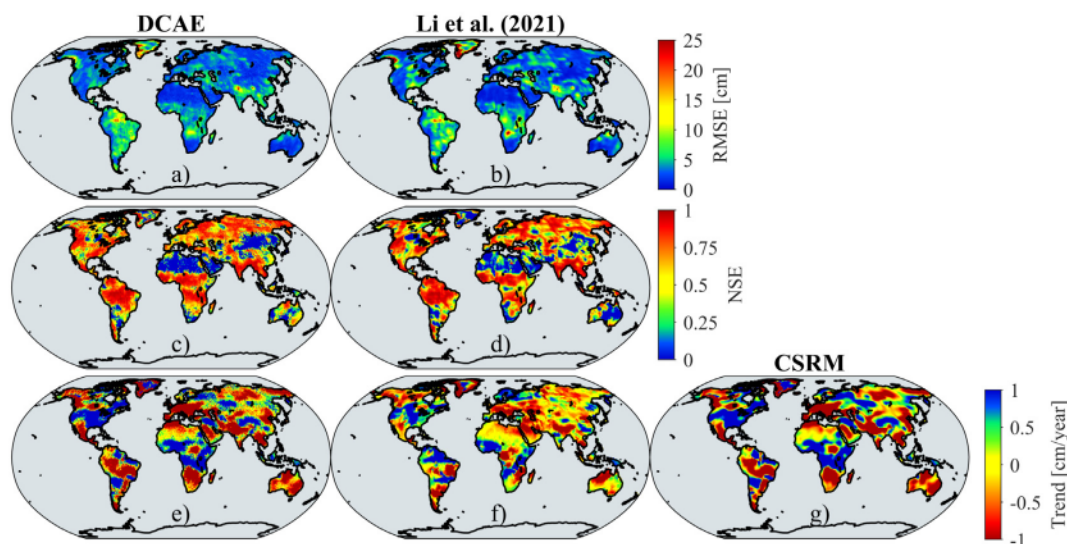 DCAE
Li et al. (2021)
a)
b)
25
20
15
10
5
0
RMSE [cm]
c)
d)
1
0.75
0.5
0.25
0
NSE
CSRM
e)
f)
g)
1
0.5
0
-0.5
-1
Trend [cm/year]